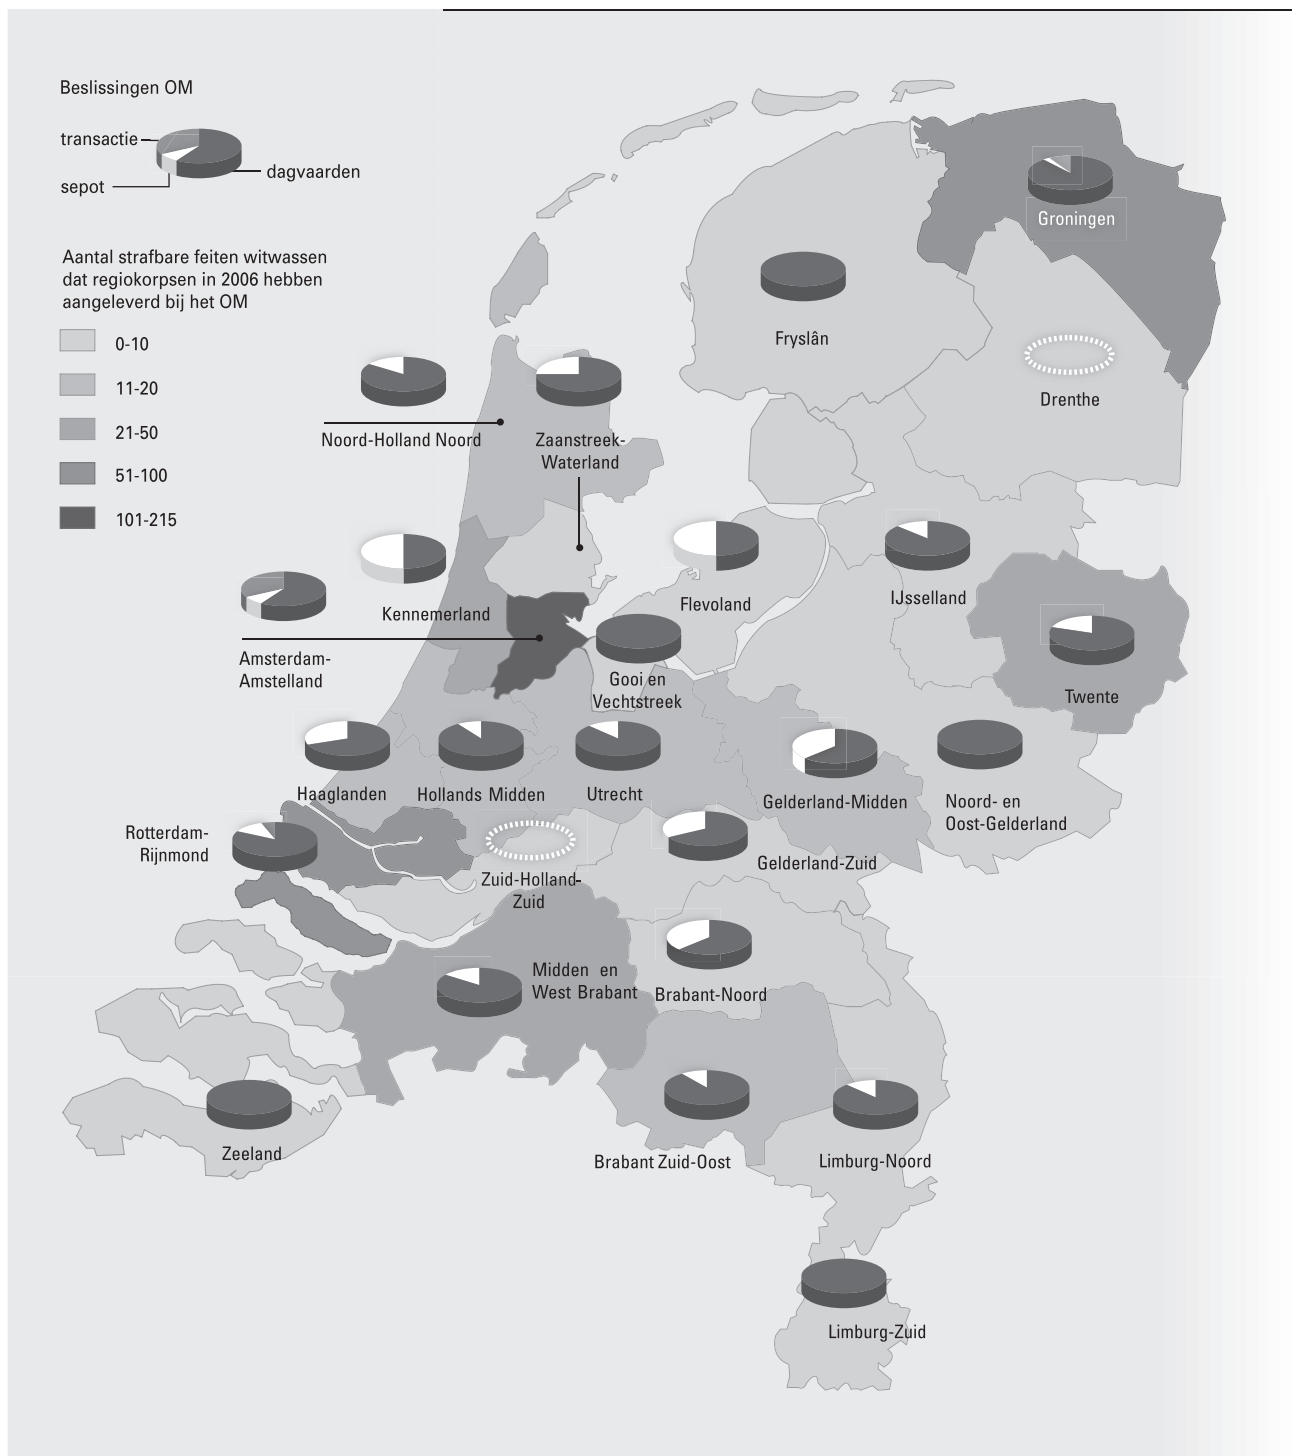 Beslissingen OM
transactie
sepot
dagvaarden
Aantal strafbare feiten witwassen
dat regiokorpsen in 2006 hebben
aangeleverd bij het OM
0-10
11-20
21-50
51-100
101-215
Groningen
Fryslân
Drenthe
Noord-Holland Noord
Zaanstreek-
Waterland
Kennemerland
Flevoland
IJsselland
Amsterdam-
Amstelland
Gooi en
Vechtstreek
Twente
Haaglanden
Hollands Midden
Utrecht
Gelderland-Midden
Noord- en
Oost-Gelderland
Rotterdam-
Rijnmond
Zuid-Holland-
Zuid
Gelderland-Zuid
Midden en
West Brabant
Brabant-Noord
Zeeland
Brabant Zuid-Oost
Limburg-Noord
Limburg-Zuid